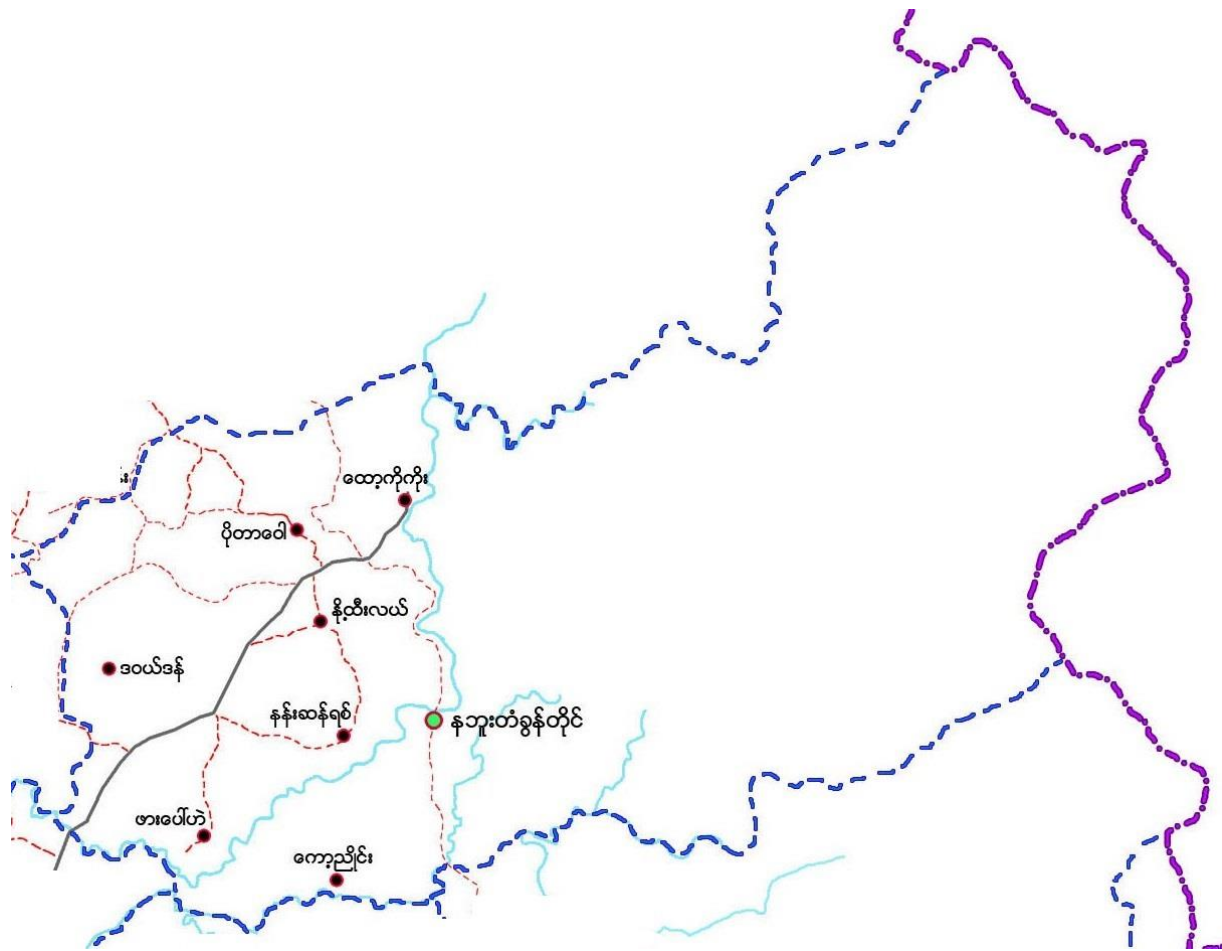 ထော့ကိုကိုး
ပိုတာဝေါ
နို့ထီးလယ်
ဒဝယ်ဒန်
နန်းဆန်ရစ်
နဘူးတံခွန်တိုင်
ဖားပေါ်ဟဲ
ကော့ညိုင်း